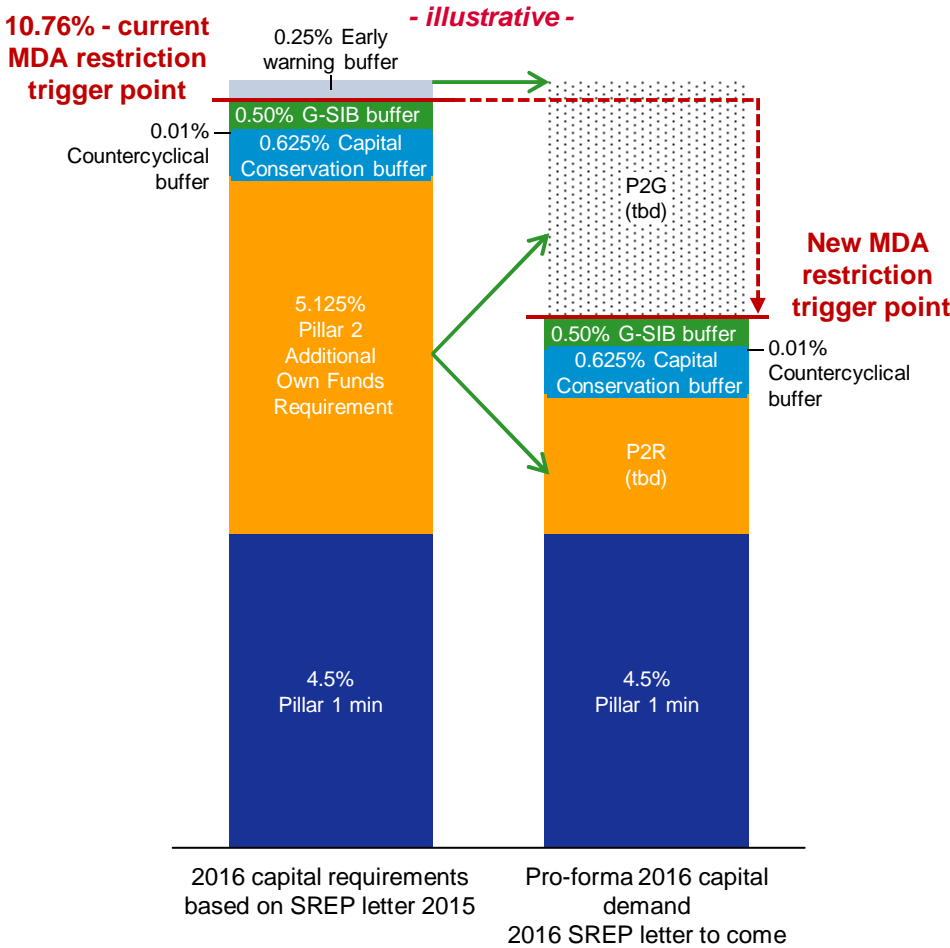 - illustrative -
10.76% - current
MDA restriction
trigger point
0.25% Early
warning buffer
0.50% G-SIB buffer
0.01%
Countercyclical
buffer
0.625% Capital
Conservation buffer
5.125%
Pillar 2
Additional
Own Funds
Requirement
4.5%
Pillar 1 min
P2G
(tbd)
New MDA
restriction
trigger point
0.50% G-SIB buffer
0.625% Capital
Conservation buffer
0.01%
Countercyclical
buffer
P2R
(tbd)
4.5%
Pillar 1 min
2016 capital requirements
based on SREP letter 2015
Pro-forma 2016 capital
demand
2016 SREP letter to come